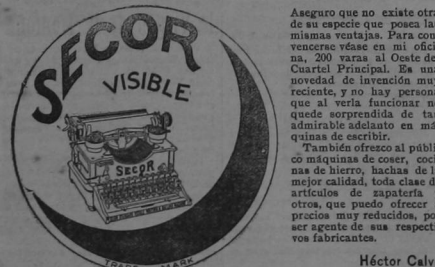 SECOR
VISIBLE
SECOR
TRADE MARK
Aseguro que no existe otra
de su especie que posea la
mismas ventajas. Para con
vencerse véase en mi ofici
na, 200 varas al Oeste de
Cuartel Principal. Es una
novedad de invención muy
reciente, y no hay persona
que al verla funcionar n
quede sorprendida de tan
admirable adelanto en má
quinas de escribir.
También ofrezco al públi
co máquinas de coser, coci
nas de hierro, hachas de l
mejor calidad, toda clase d
artículos de zapatería
otros, que puedo ofrecer
precios muy reducidos, po
ser agente de sus respecti
vos fabricantes.
Héctor Calv